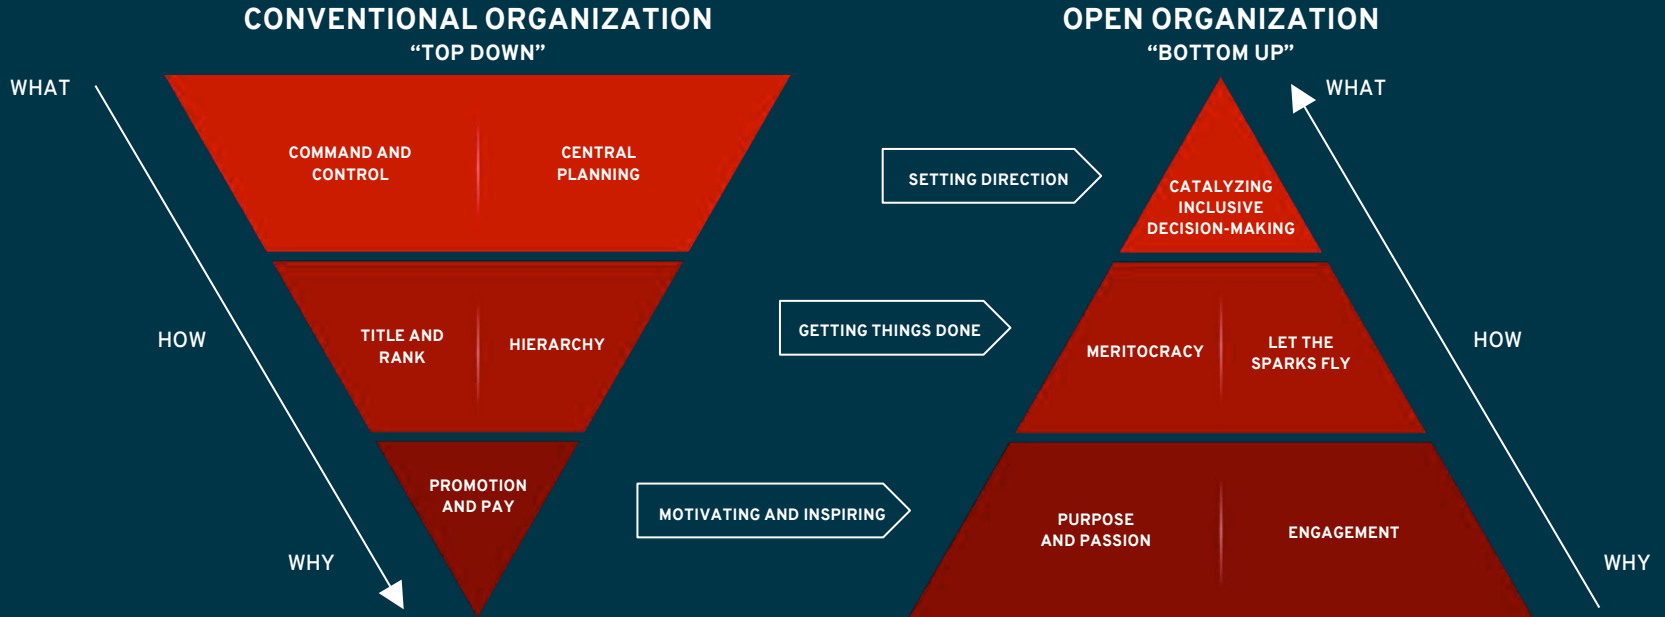 CONVENTIONAL ORGANIZATION
“TOP DOWN”
WHAT
COMMAND AND
CONTROL
CENTRAL
PLANNING
HOW
TITLE AND
RANK
HIERARCHY
PROMOTION
AND PAY
WHY
SETTING DIRECTION
GETTING THINGS DONE
MOTIVATING AND INSPIRING
OPEN ORGANIZATION
“BOTTOM UP”
WHAT
CATALYZING
INCLUSIVE
DECISION-MAKING
HOW
MERITOCRACY
LET THE
SPARKS FLY
PURPOSE
AND PASSION
ENGAGEMENT
WHY